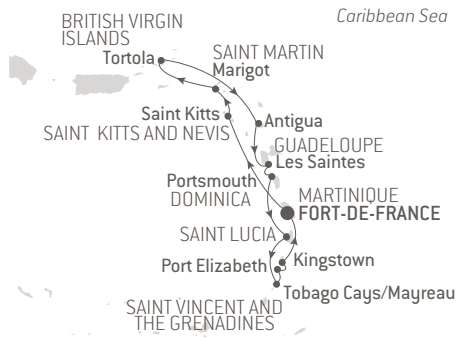 Caribbean Sea
BRITISH VIRGIN
ISLANDS
Tortola
SAINT MARTIN
Marigot
Saint Kitts
SAINT KITTS AND NEVIS
Antigua
GUADELOUPE
Les Saintes
Portsmouth
DOMINICA
MARTINIQUE
FORT-DE-FRANCE
SAINT LUCIA
Kingstown
Port Elizabeth
Tobago Cays/Mayreau
SAINT VINCENT AND
THE GRENADINES